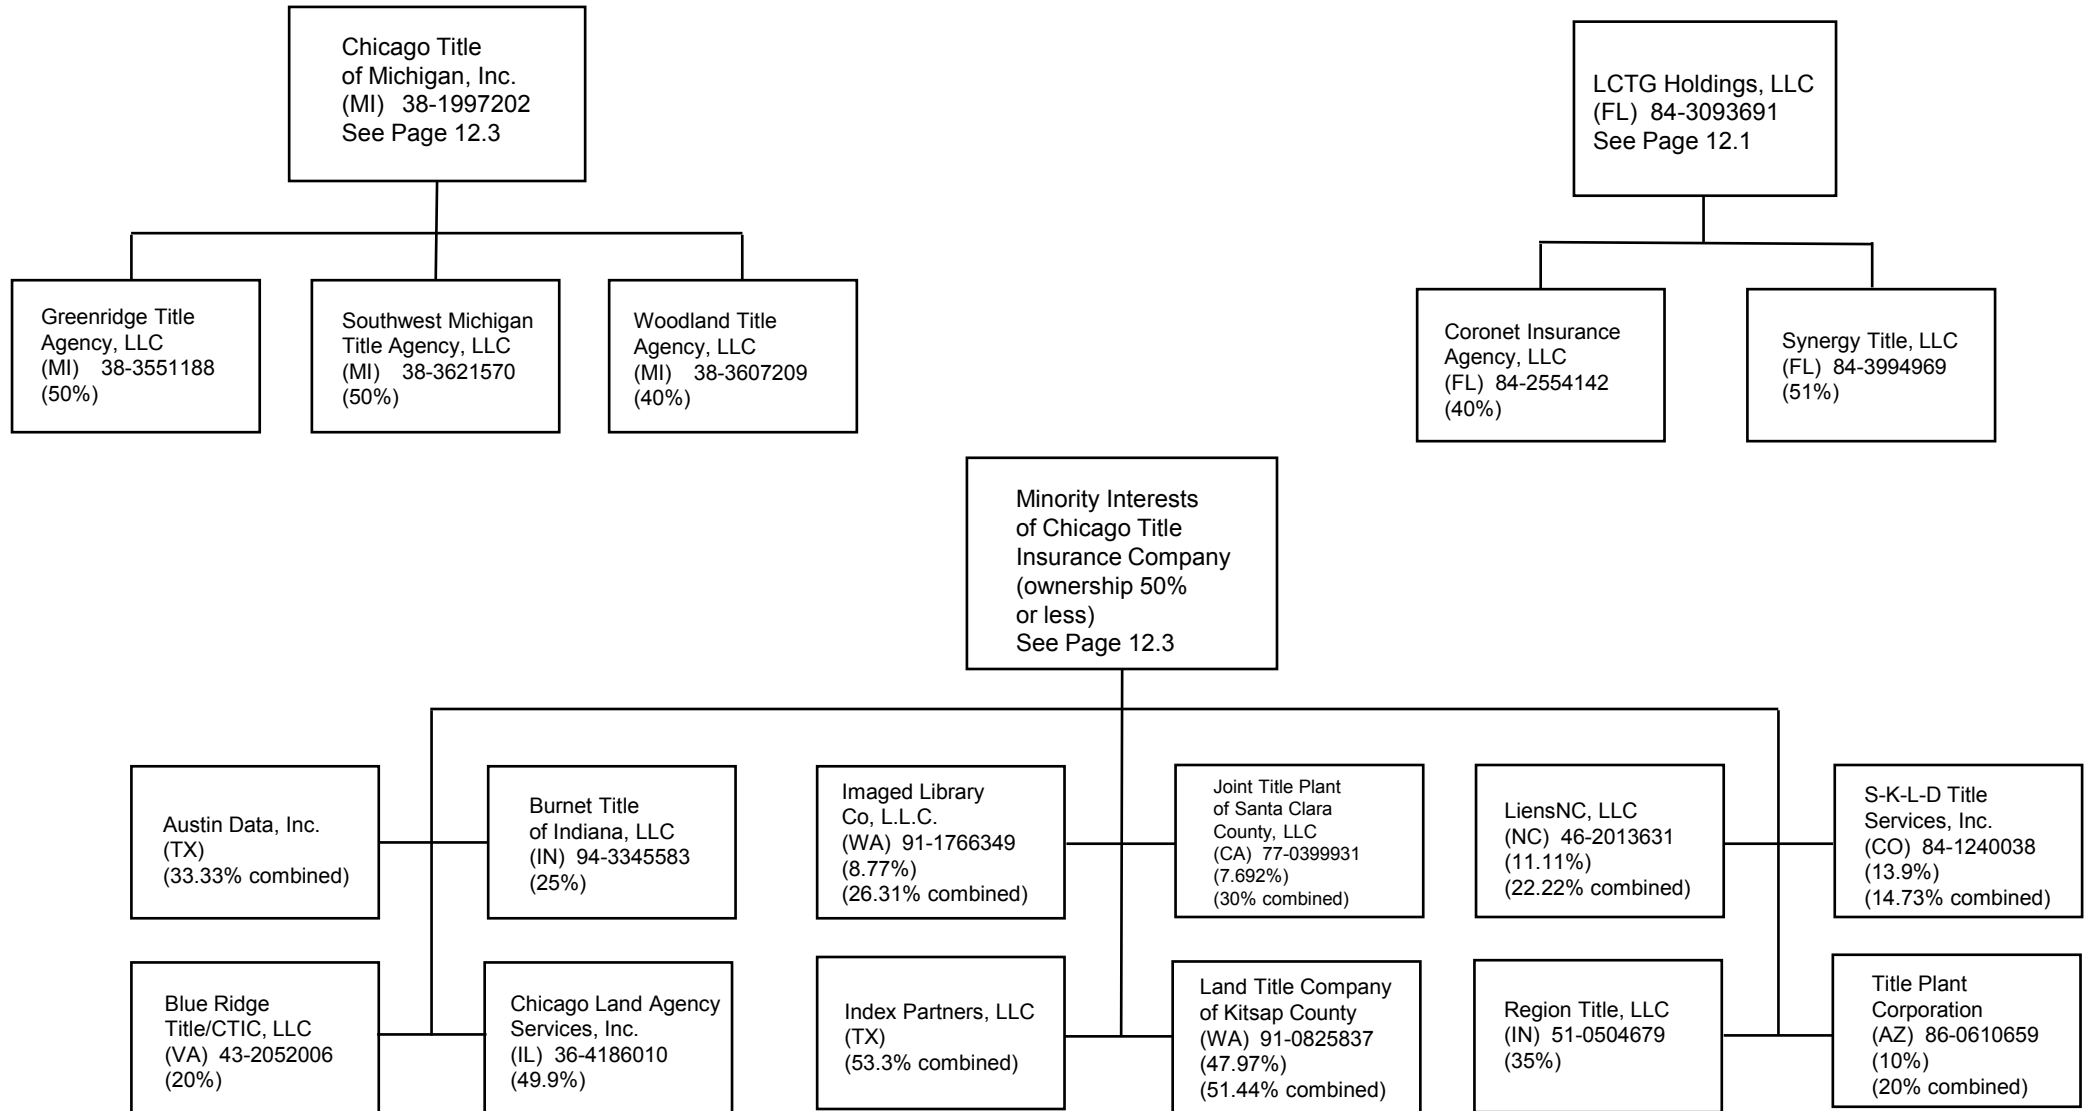 Chicago Title
of Michigan, Inc.
(MI) 38-1997202
See Page 12.3
LCTG Holdings, LLC
(FL) 84-3093691
See Page 12.1
Greenridge Title
Agency, LLC
(MI) 38-3551188
(50%)
Southwest Michigan
Title Agency, LLC
(MI) 38-3621570
(50%)
Woodland Title
Agency, LLC
(MI) 38-3607209
(40%)
Coronet Insurance
Agency, LLC
(FL) 84-2554142
(40%)
Synergy Title, LLC
(FL) 84-3994969
(51%)
Minority Interests
of Chicago Title
Insurance Company
(ownership 50%
or less)
See Page 12.3
Austin Data, Inc.
(TX)
(33.33% combined)
Burnet Title
of Indiana, LLC
(IN) 94-3345583
(25%)
Imaged Library
Co, L.L.C.
(WA) 91-1766349
(8.77%)
(26.31% combined)
Joint Title Plant
of Santa Clara
County, LLC
(CA) 77-0399931
(7.692%)
(30% combined)
LiensNC, LLC
(NC) 46-2013631
(11.11%)
(22.22% combined)
S-K-L-D Title
Services, Inc.
(CO) 84-1240038
(13.9%)
(14.73% combined)
Blue Ridge
Title/CTIC, LLC
(VA) 43-2052006
(20%)
Chicago Land Agency
Services, Inc.
(IL) 36-4186010
(49.9%)
Index Partners, LLC
(TX)
(53.3% combined)
Land Title Company
of Kitsap County
(WA) 91-0825837
(47.97%)
(51.44% combined)
Region Title, LLC
(IN) 51-0504679
(35%)
Title Plant
Corporation
(AZ) 86-0610659
(10%)
(20% combined)